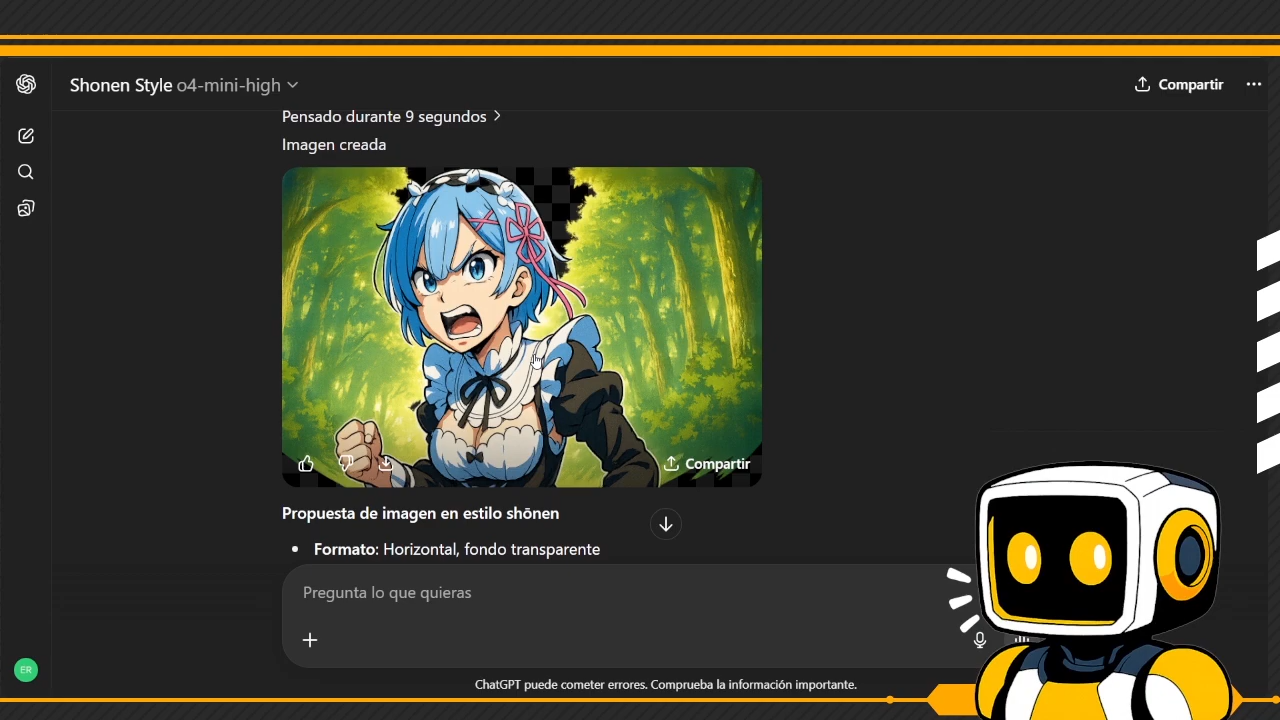 Shonen Style o4-mini-high
Compartir
Pensado durante 9 segundos
Imagen creada
Compartir
Propuesta de imagen en estilo shōnen
Formato: Horizontal, fondo transparente
Pregunta lo que quieras
ER
ChatGPT puede cometer errores. Comprueba la información importante.